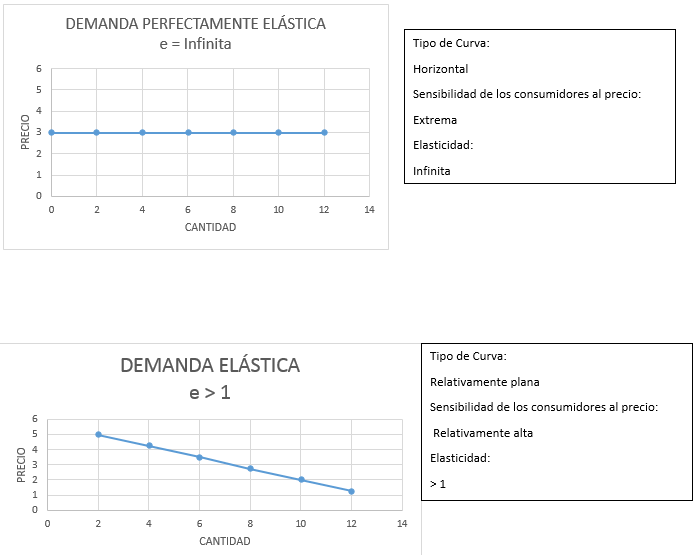 DEMANDA PERFECTAMENTE ELÁSTICA
e = Infinita
PRECIO
6
5
4
3
2
1
0
0 2 4 6 8 10 12 14
CANTIDAD
Tipo de Curva:
Horizontal
Sensibilidad de los consumidores al precio:
Extrema
Elasticidad:
Infinita
DEMANDA ELÁSTICA
e > 1
PRECIO
6
5
4
3
2
1
0
0 2 4 6 8 10 12 14
CANTIDAD
Tipo de Curva:
Relativamente plana
Sensibilidad de los consumidores al precio:
Relativamente alta
Elasticidad:
> 1